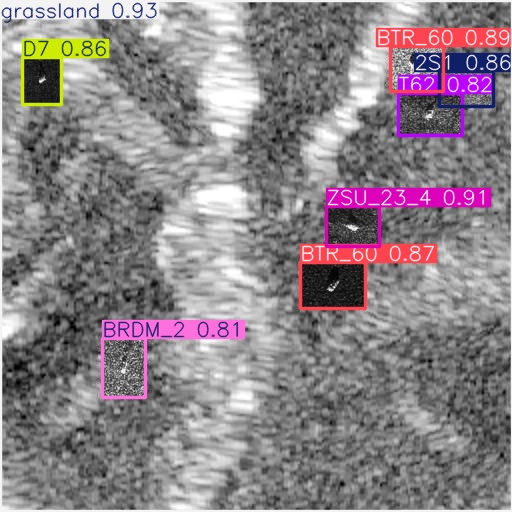 grassland 0.93
BTR_60 0.89
D7 0.86
2S1 0.86
T62 0.82
ZSU_23_4 0.91
BTR_60 0.87
BRDM_2 0.81